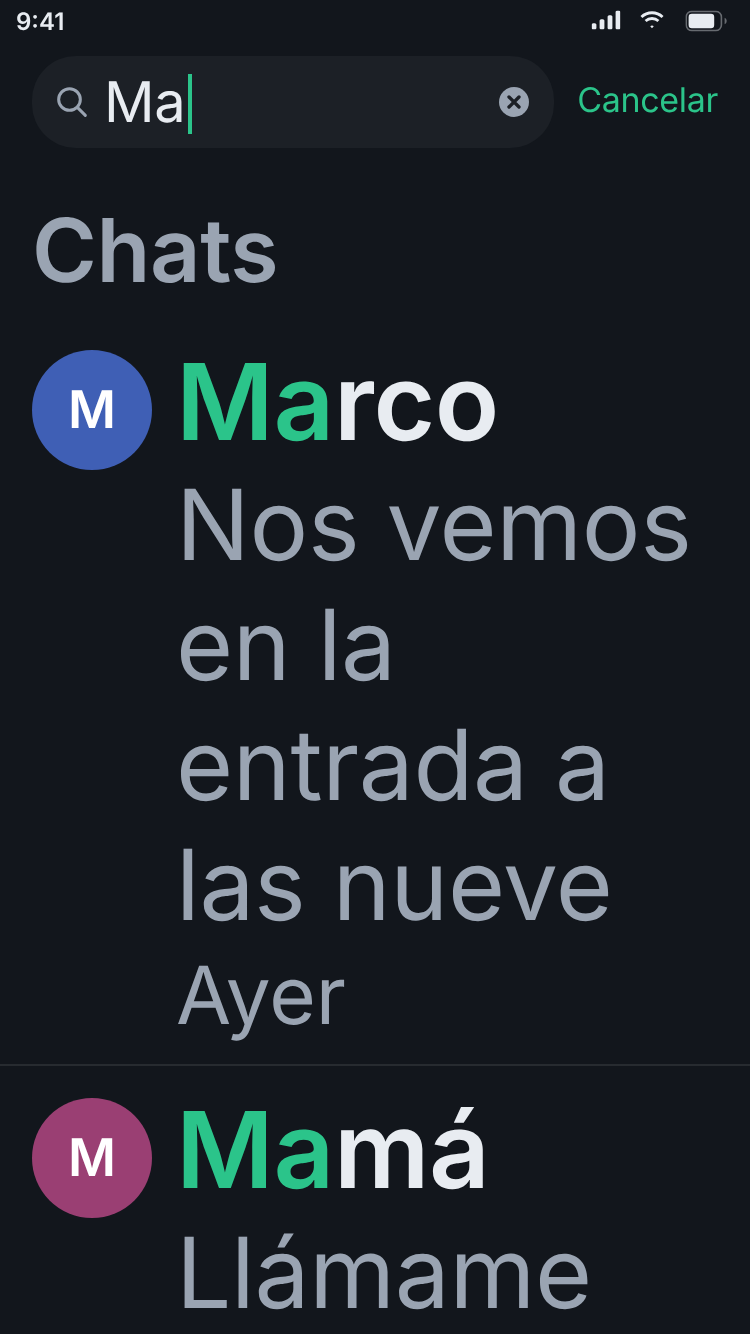 9:41
Ma
Cancelar
Chats
M
Marco
Nos vemos
en la
entrada a
las nueve
Ayer
M
Mamá
Llámame